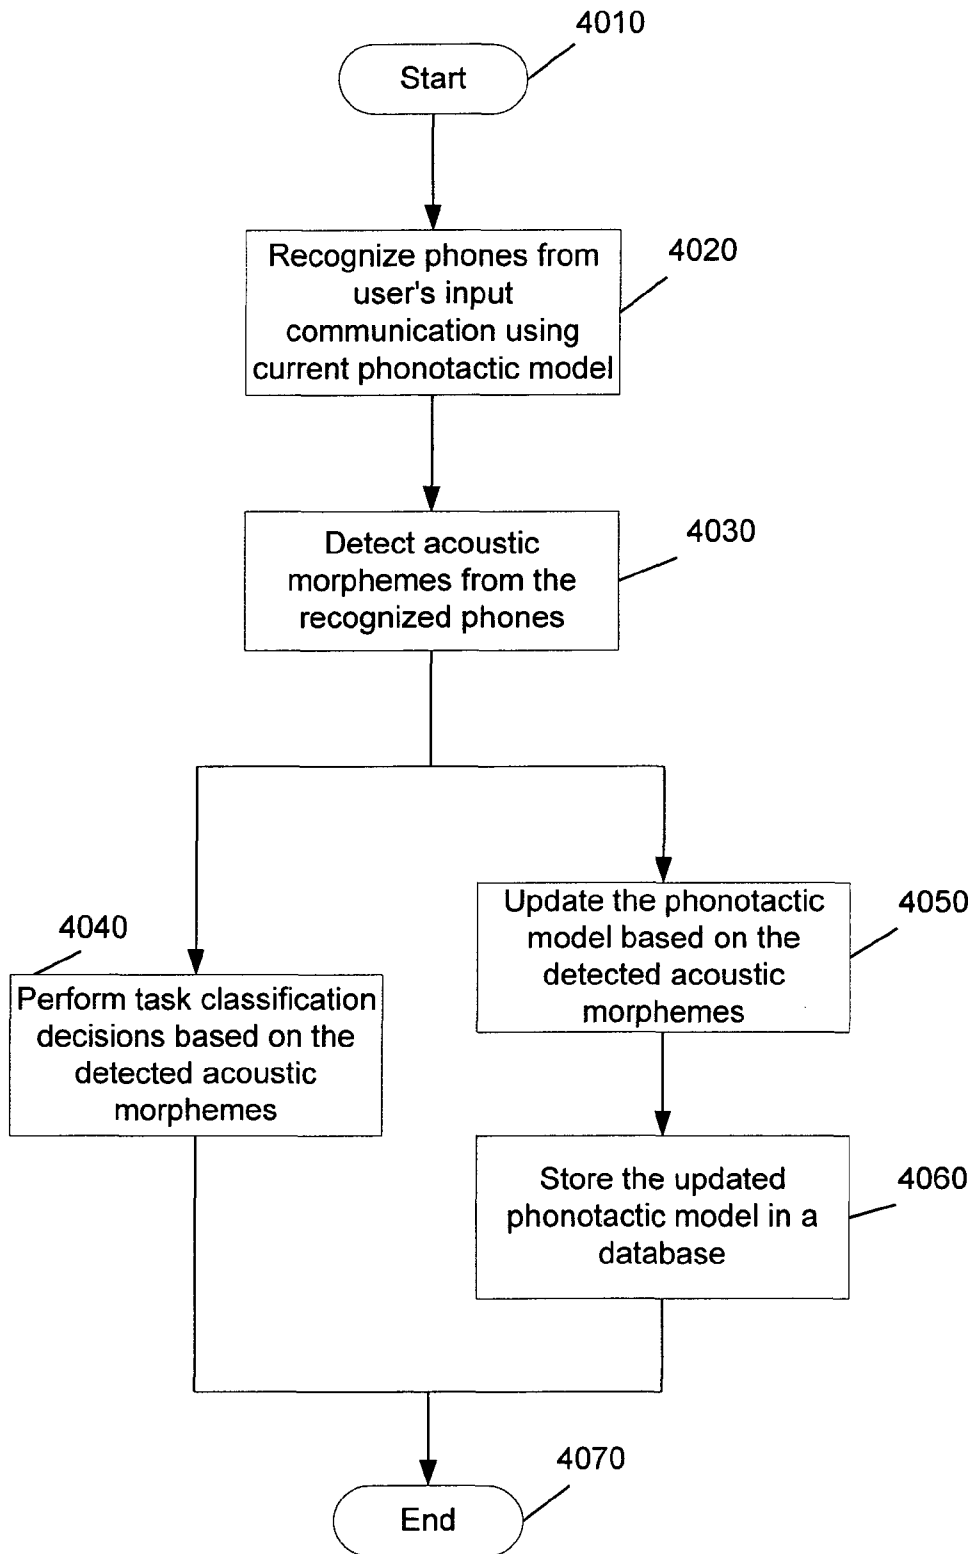 4010
Start
Recognize phones from
user's input
communication using
current phonotactic model
4020
Detect acoustic
morphemes from the
recognized phones
4030
4040
Perform task classification
decisions based on the
detected acoustic
morphemes
Update the phonotactic
model based on the
detected acoustic
morphemes
4050
Store the updated
phonotactic model in a
database
4060
4070
End